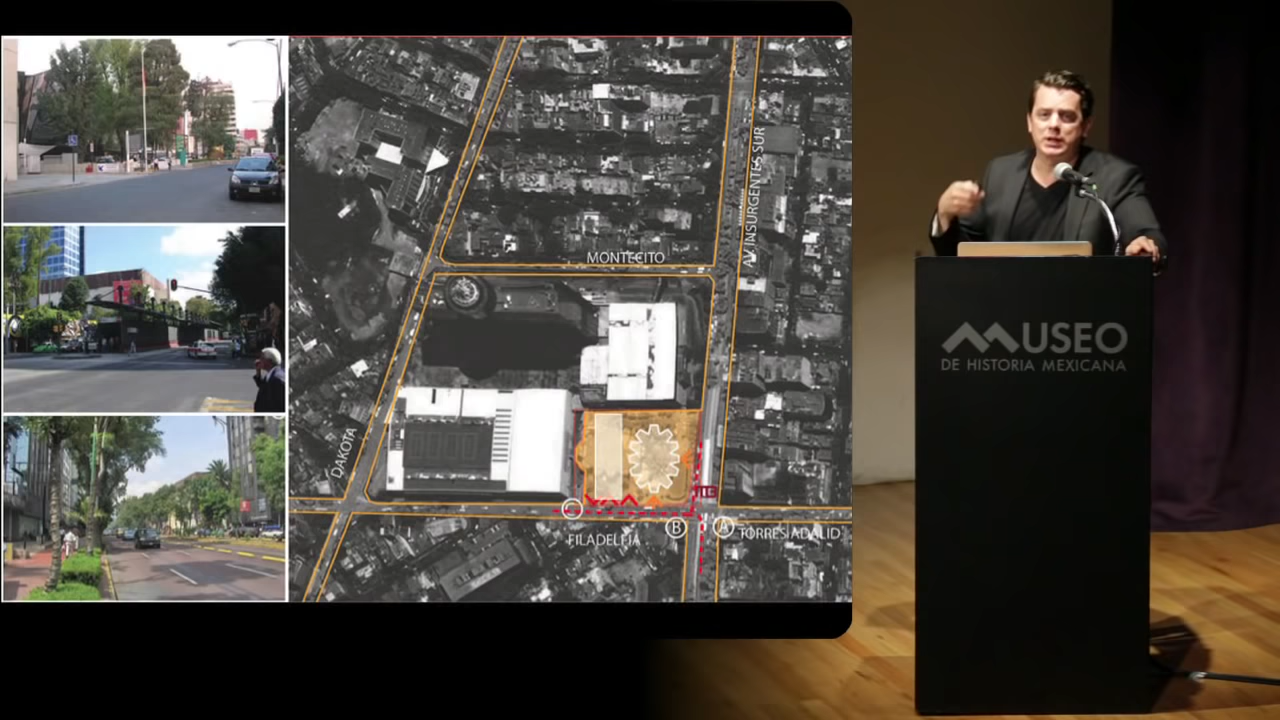 MONTECITO
AV. INSURGENTES SUR
DAKOTA
FILADELFIA
TORRES ADALID
C
B
A
MUSEO
DE HISTORIA MEXICANA